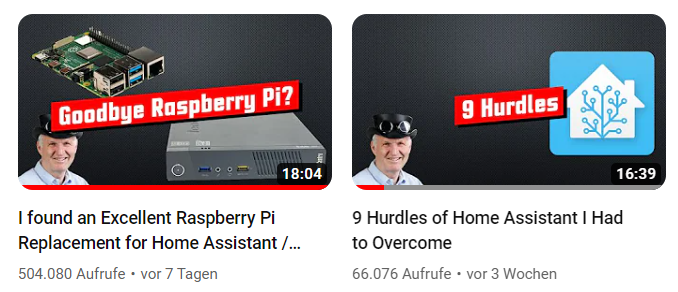 Goodbye Raspberry Pi?
18:04
I found an Excellent Raspberry Pi
Replacement for Home Assistant /...
504.080 Aufrufe • vor 7 Tagen
9 Hurdles
16:39
9 Hurdles of Home Assistant I Had
to Overcome
66.076 Aufrufe • vor 3 Wochen